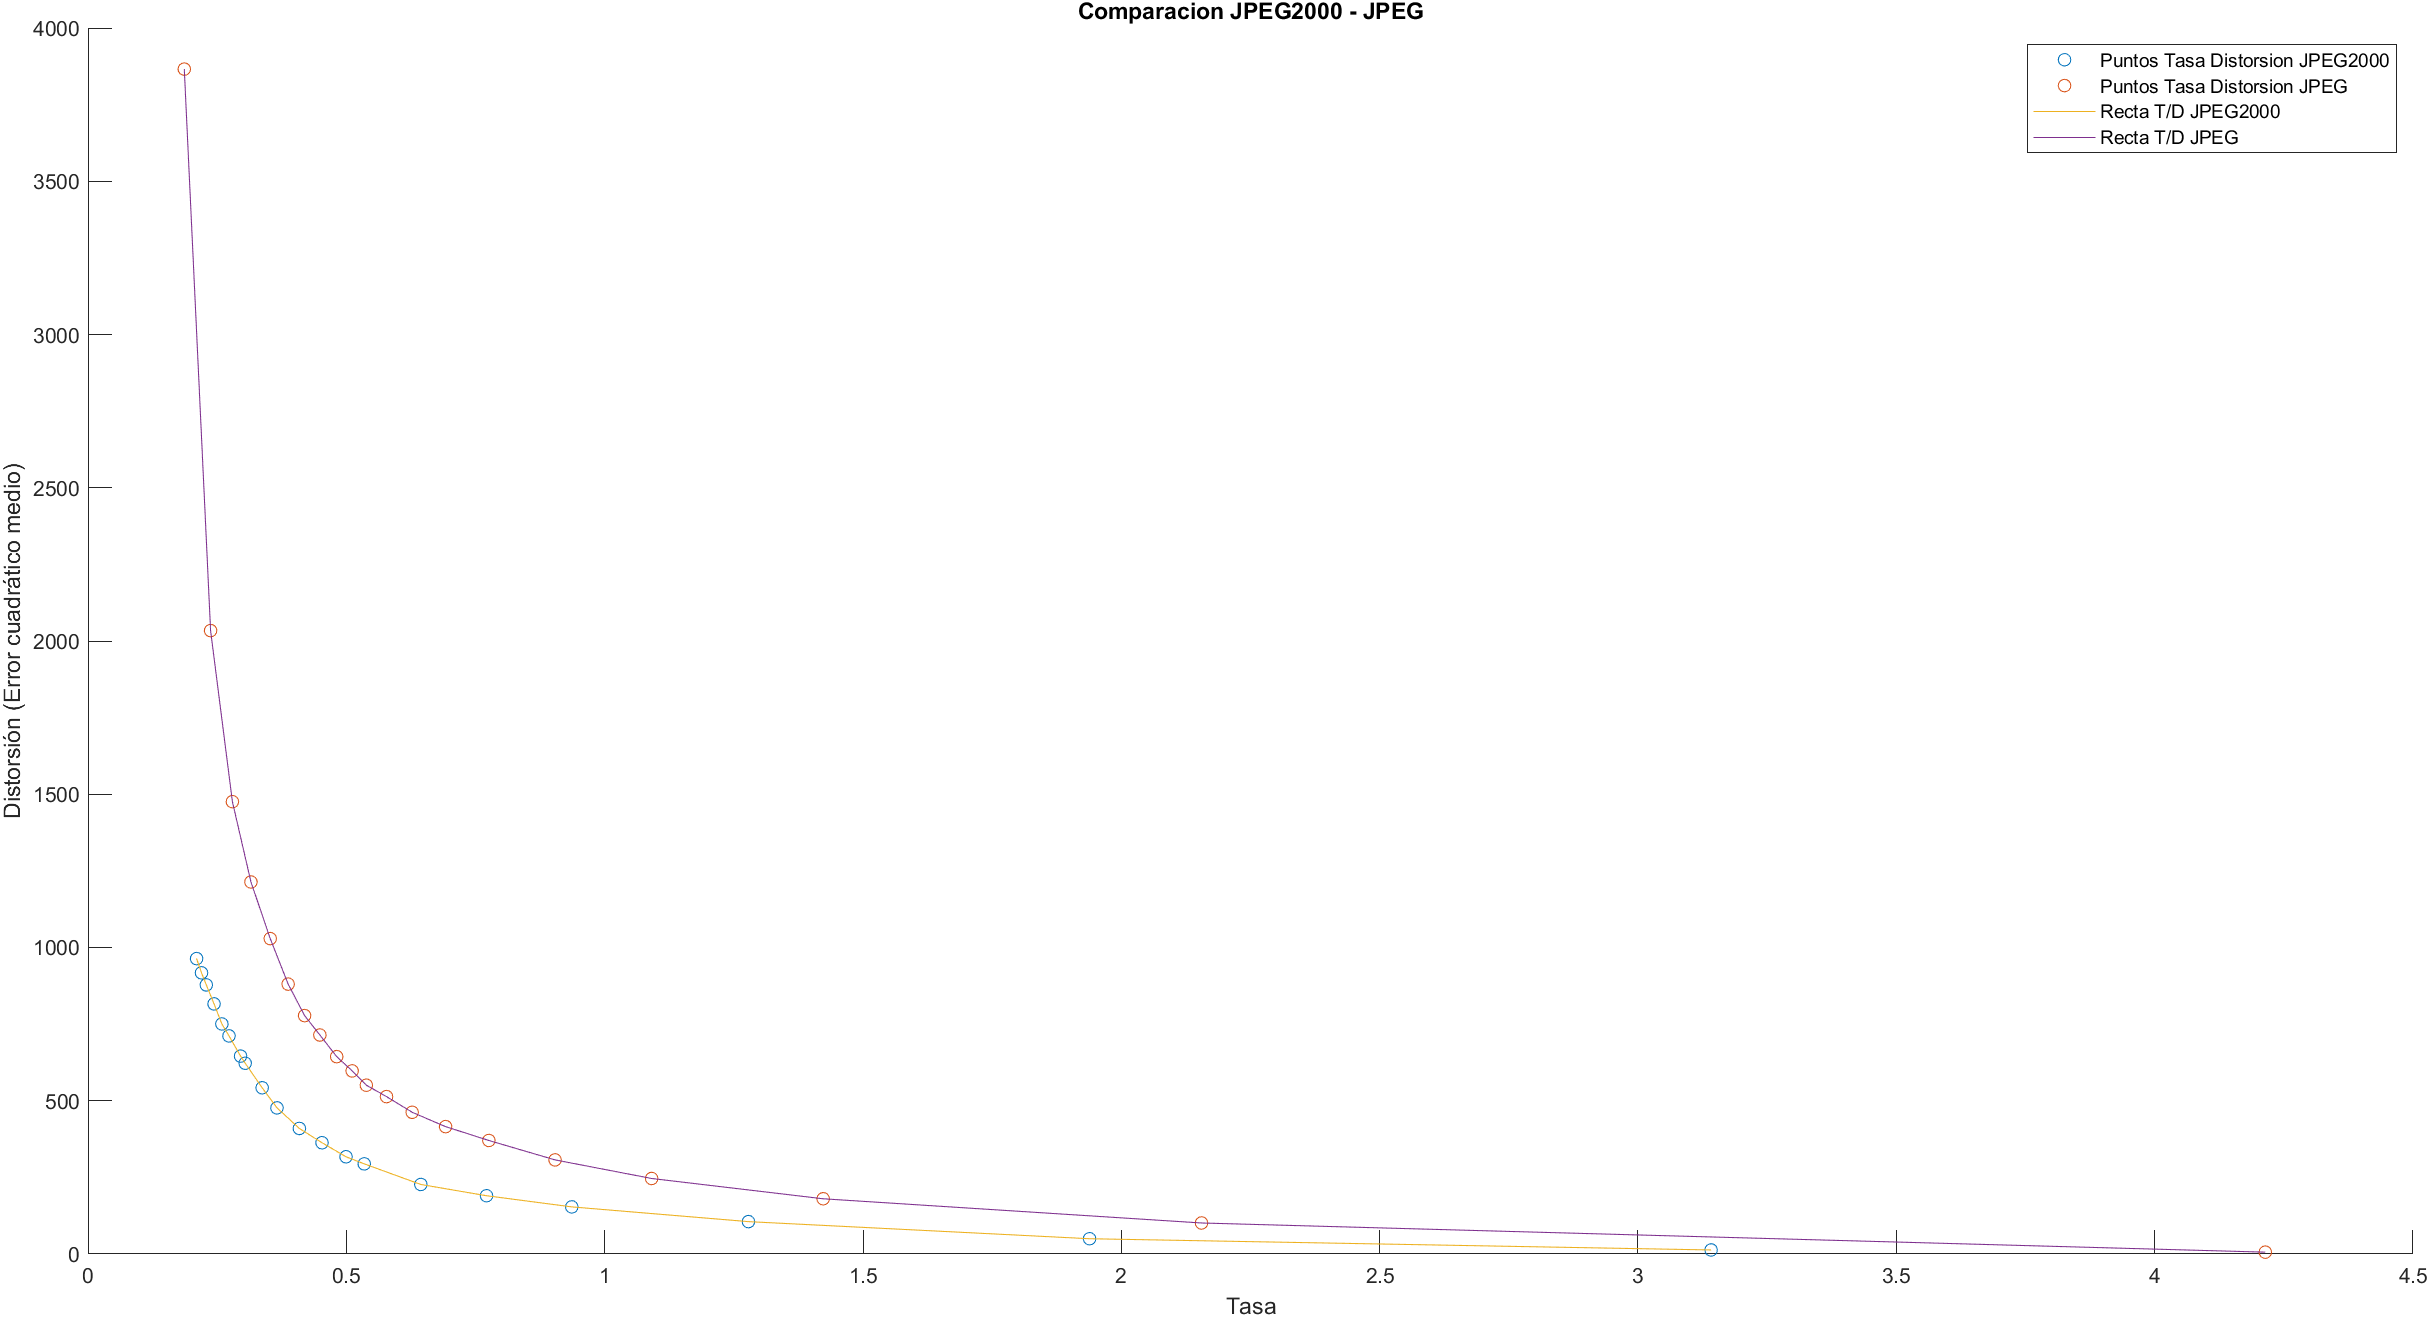 Comparacion JPEG2000 - JPEG
Puntos Tasa Distorsion JPEG2000
Puntos Tasa Distorsion JPEG
Recta T/D JPEG2000
Recta T/D JPEG
Distorsión (Error cuadrático medio)
4000
3500
3000
2500
2000
1500
1000
500
0
0 0.5 1 1.5 2 2.5 3 3.5 4 4.5
Tasa